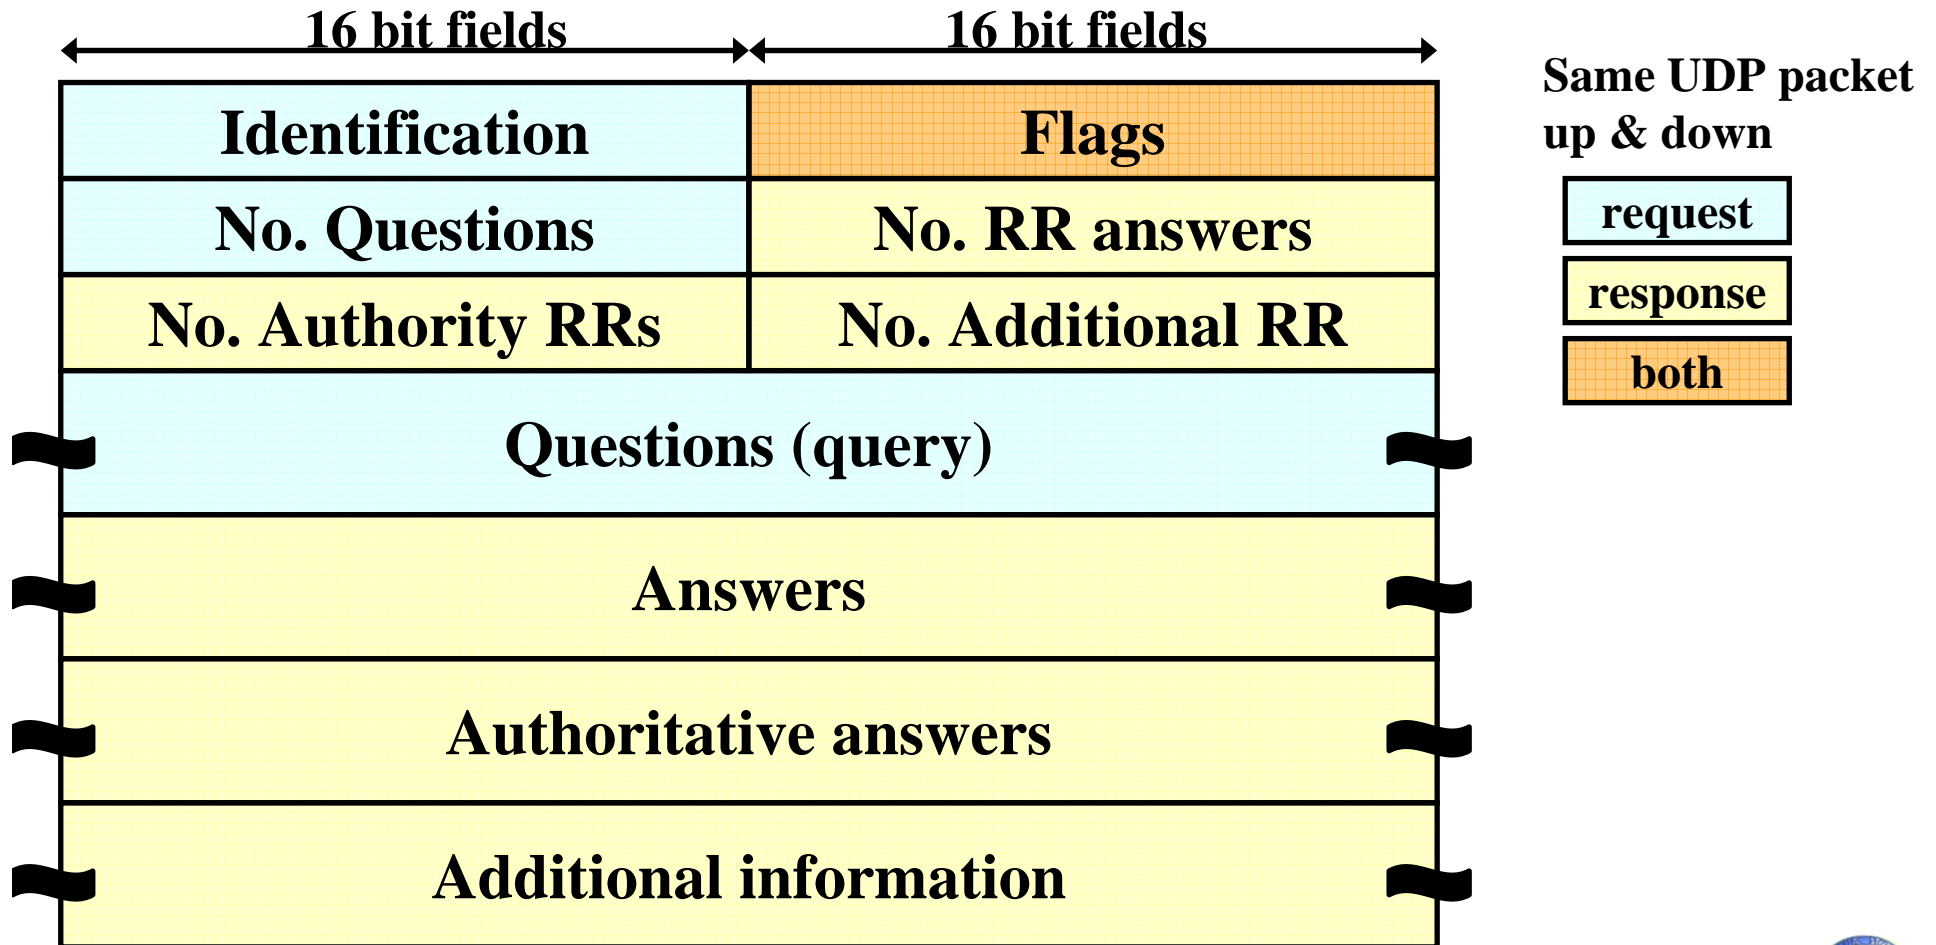 16 bit fields 16 bit fields
Same UDP packet
up & down
Identification Flags
No. Questions No. RR answers
No. Authority RRs No. Additional RR
Questions (query)
Answers
Authoritative answers
Additional information
request
response
both